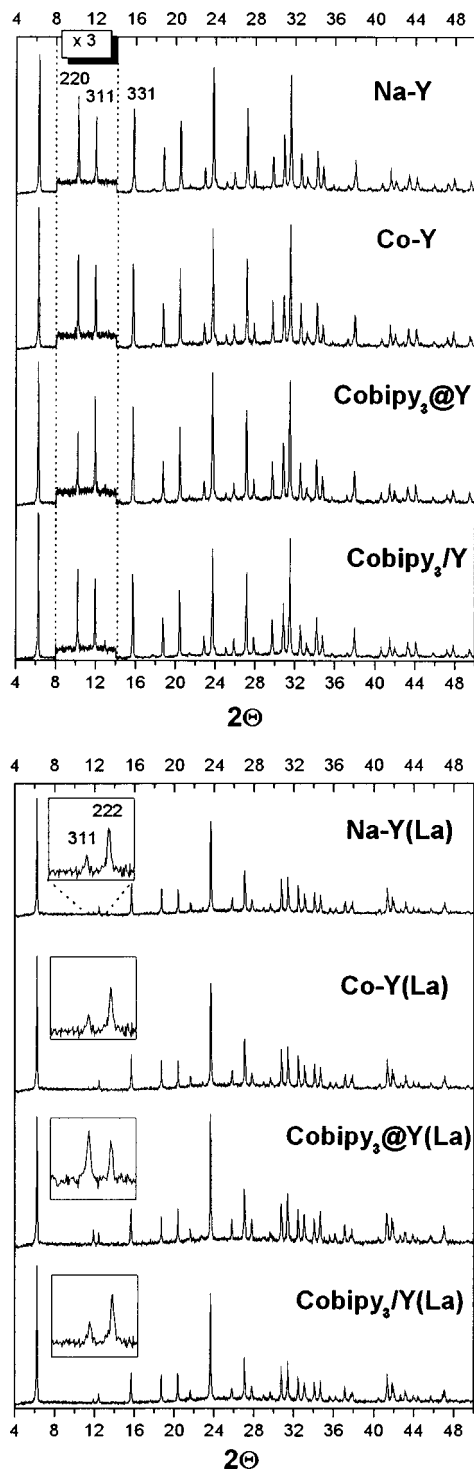 4 8 12 16 20 24 28 32 36 40 44 48
x 3
220 311 331
Na-Y
Co-Y
Cobipy₃@Y
Cobipy₃/Y
4 8 12 16 20 24 28 32 36 40 44 48
2Θ
4 8 12 16 20 24 28 32 36 40 44 48
311 222
Na-Y(La)
Co-Y(La)
Cobipy₃@Y(La)
Cobipy₃/Y(La)
4 8 12 16 20 24 28 32 36 40 44 48
2Θ